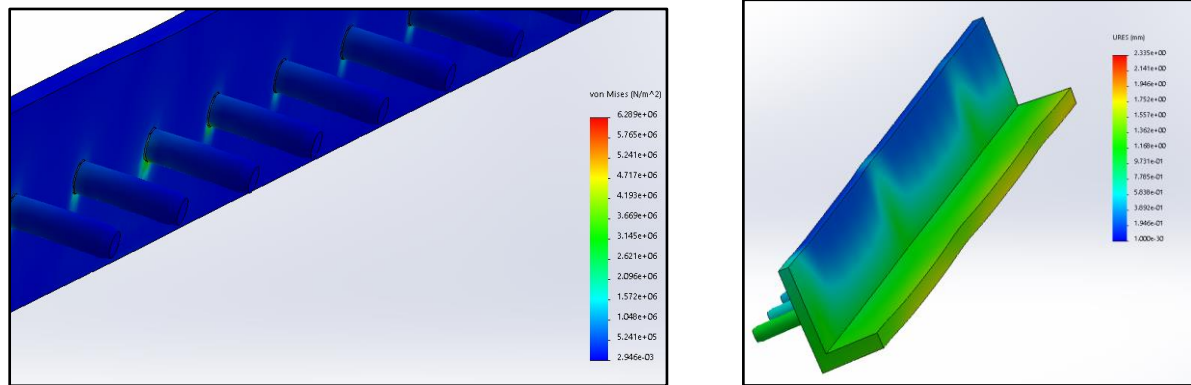 von Mises (N/m^2)
6.289e+06
5.765e+06
5.241e+06
4.717e+06
4.193e+06
3.669e+06
3.145e+06
2.621e+06
2.096e+06
1.572e+06
1.048e+06
5.241e+05
2.946e-03
URES (mm)
2.335e+00
2.141e+00
1.946e+00
1.752e+00
1.557e+00
1.362e+00
1.168e+00
9.731e-01
7.785e-01
5.838e-01
3.892e-01
1.946e-01
1.000e-30